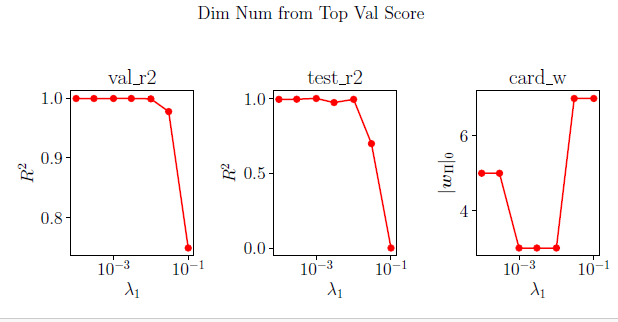 Dim Num from Top Val Score
val_r2
1.0
0.9
0.8
R²
10⁻³
10⁻¹
λ₁
test_r2
1.0
0.5
0.0
R²
10⁻³
10⁻¹
λ₁
card_w
6
4
|w_Π|₀
10⁻³
10⁻¹
λ₁